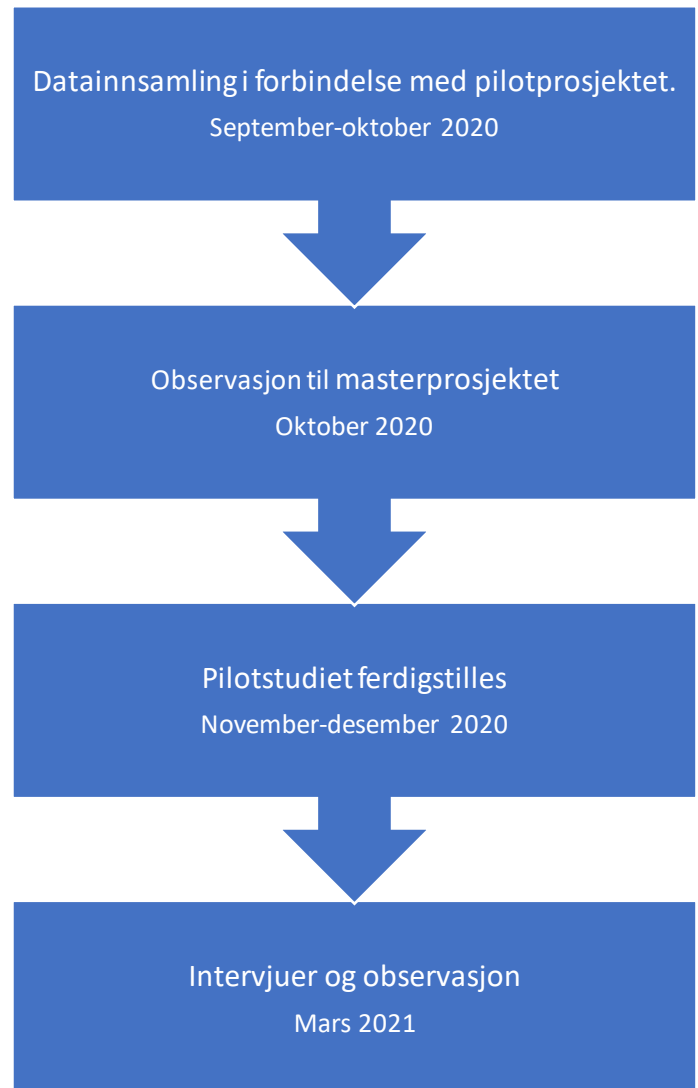 Datainnsamling i forbindelse med pilotprosjektet.
September-oktober 2020
Observasjon til masterprosjektet
Oktober 2020
Pilotstudiet ferdigstilles
November-desember 2020
Intervjuer og observasjon
Mars 2021